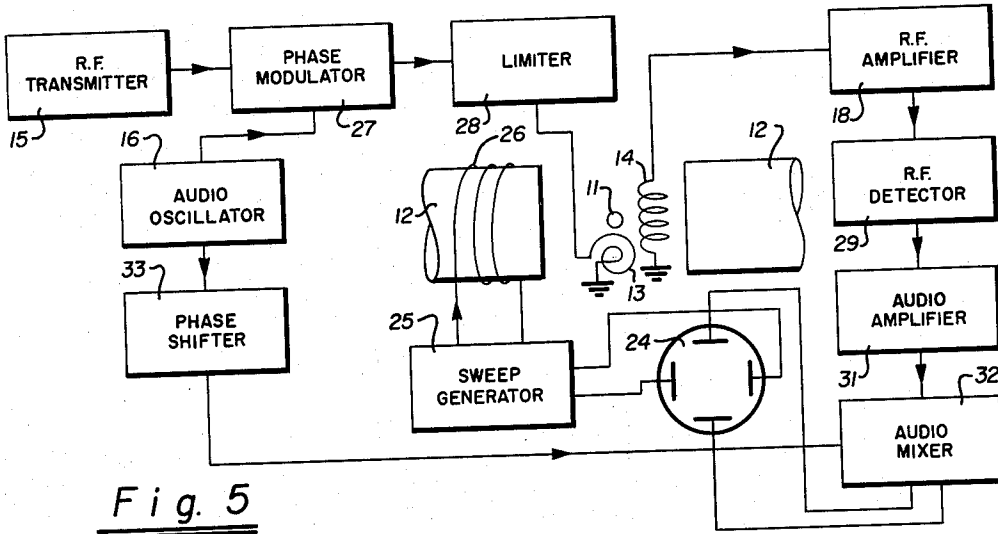 R.F.
TRANSMITTER
15
PHASE
MODULATOR
27
LIMITER
28
R.F.
AMPLIFIER
18
16
AUDIO
OSCILLATOR
26
12
11
14
13
12
R.F.
DETECTOR
29
33
PHASE
SHIFTER
25
SWEEP
GENERATOR
24
AUDIO
AMPLIFIER
31
32
AUDIO
MIXER
Fig. 5